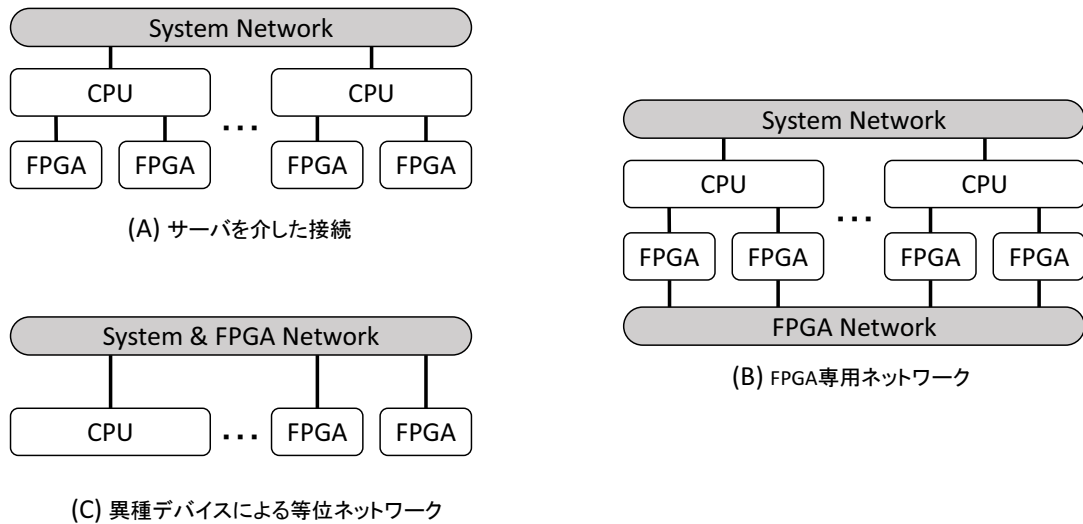 System Network
CPU CPU
...
FPGA FPGA FPGA FPGA
(A) サーバを介した接続
System & FPGA Network
CPU ... FPGA FPGA
(C) 異種デバイスによる等位ネットワーク
System Network
CPU CPU
...
FPGA FPGA FPGA FPGA
FPGA Network
(B) FPGA専用ネットワーク